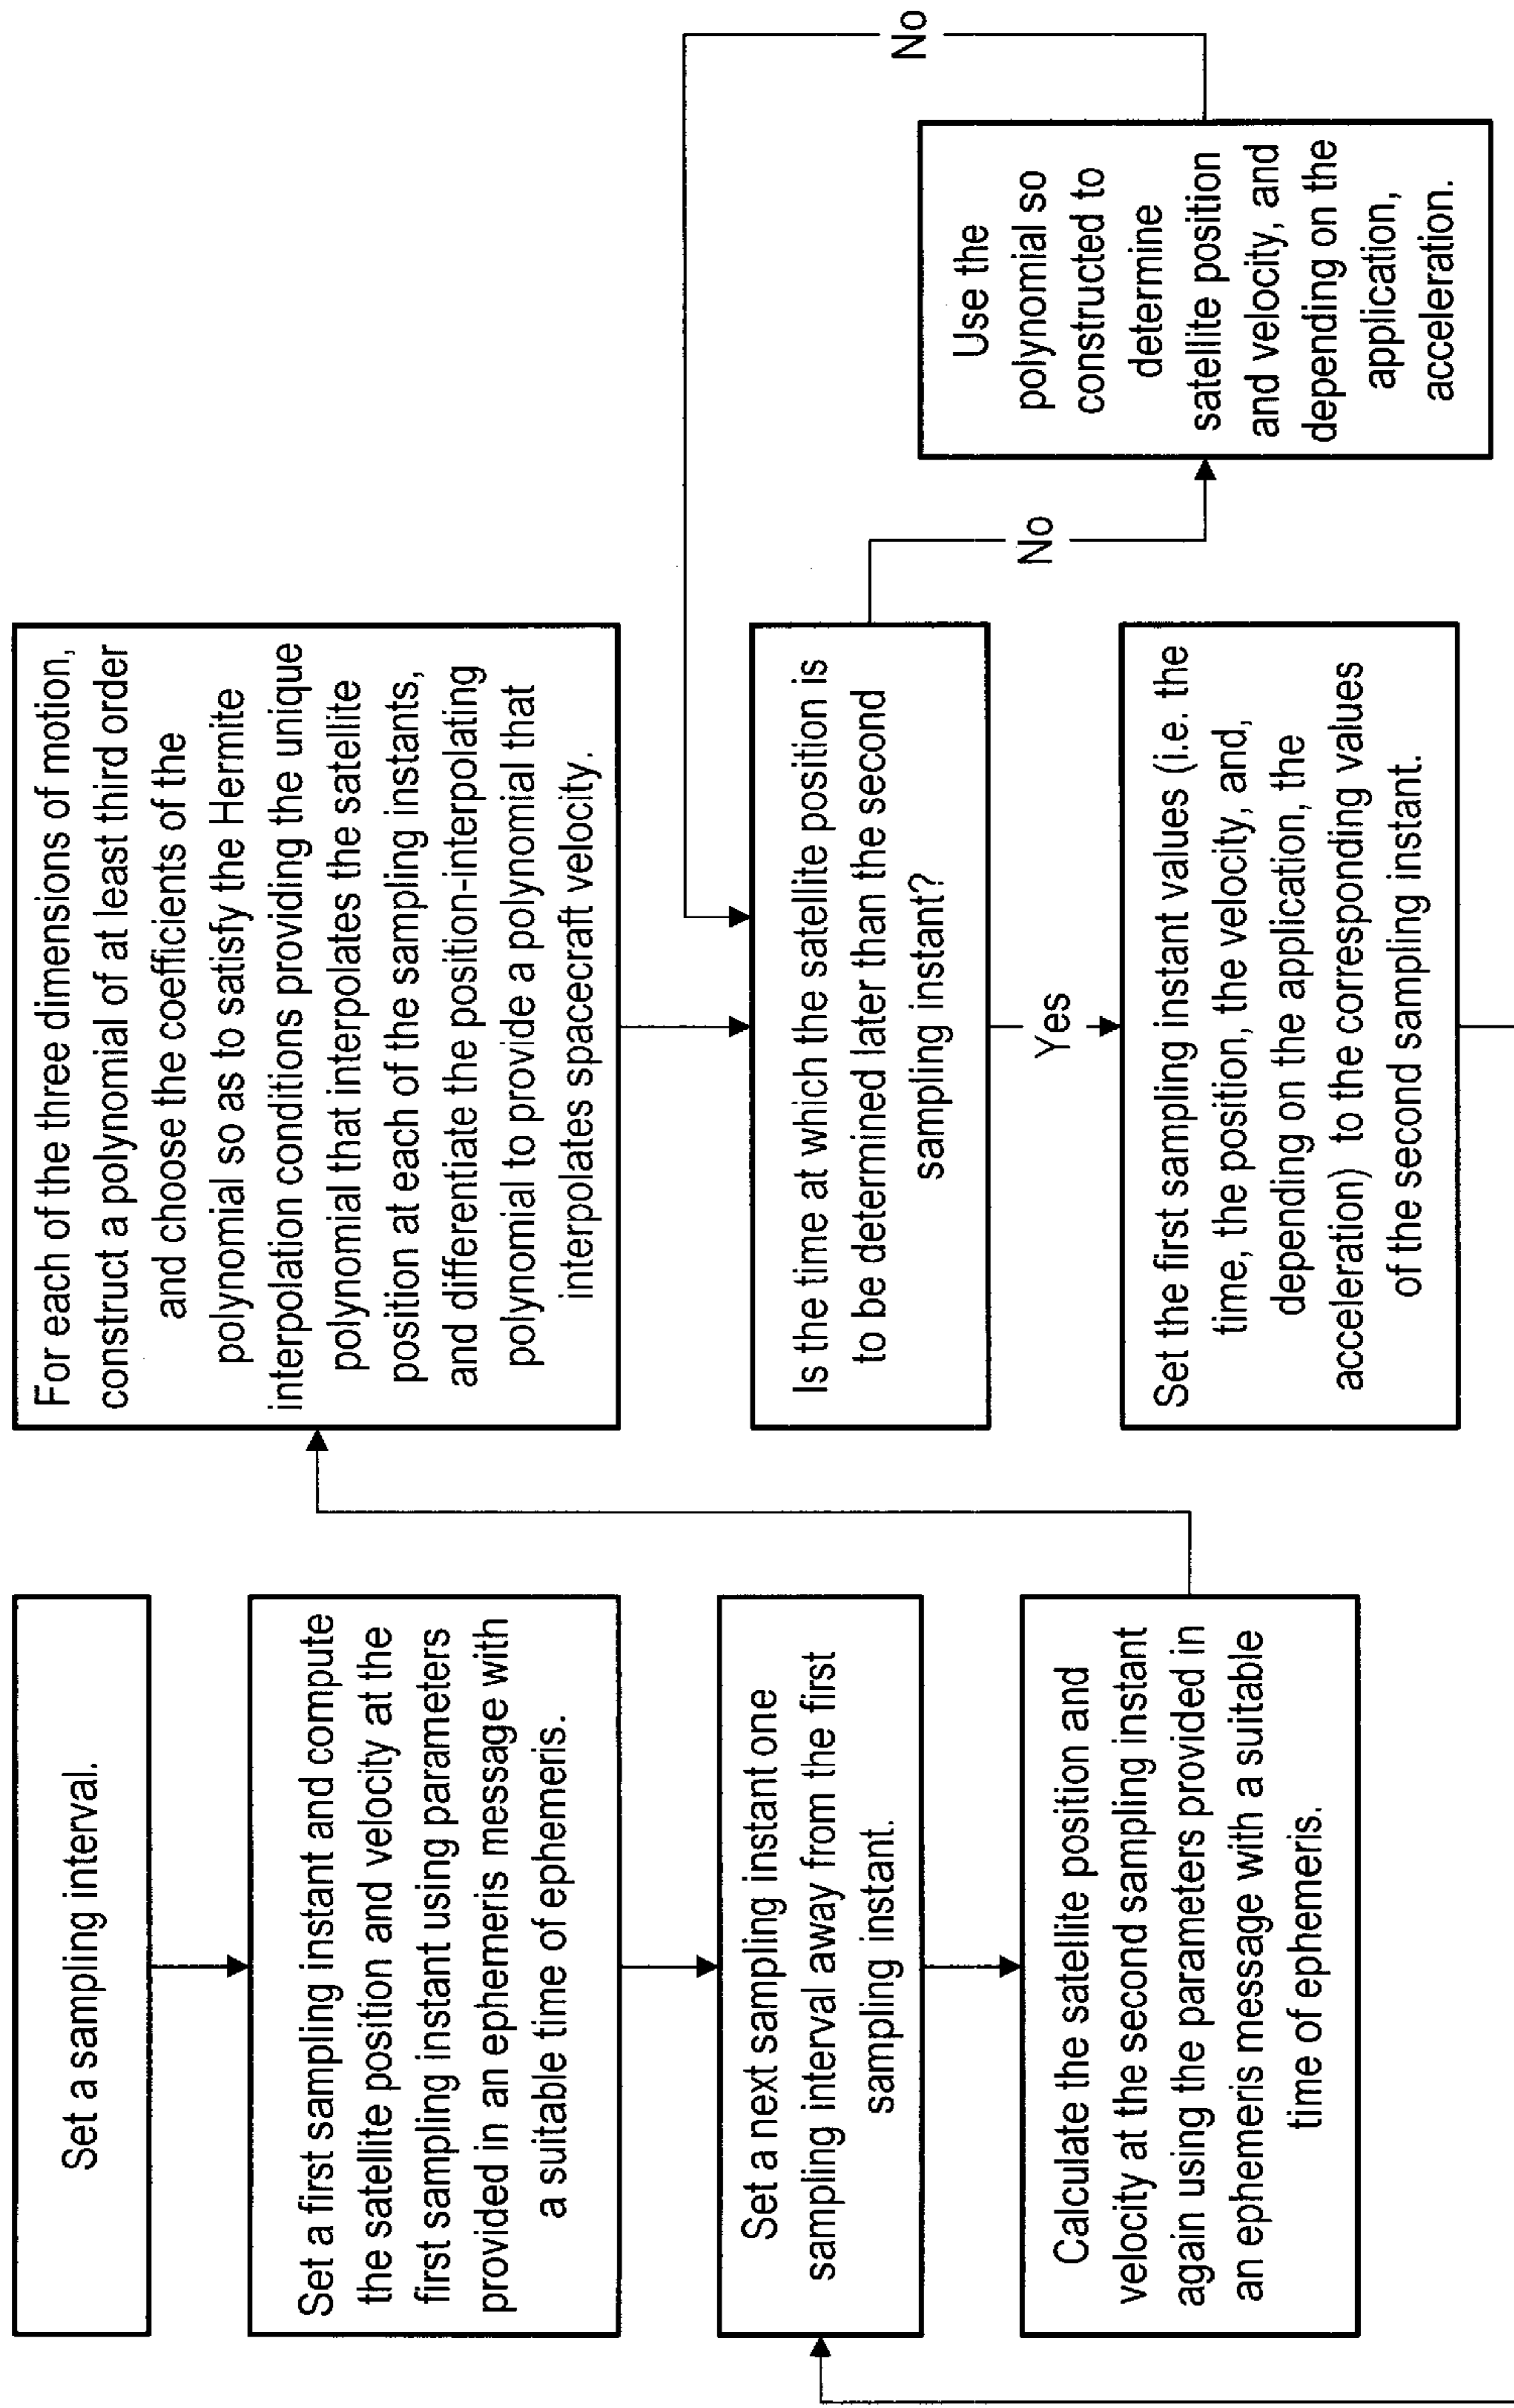 Set a sampling interval.
Set a first sampling instant and compute
the satellite position and velocity at the
first sampling instant using parameters
provided in an ephemeris message with
a suitable time of ephemeris.
Set a next sampling instant one
sampling interval away from the first
sampling instant.
Calculate the satellite position and
velocity at the second sampling instant
again using the parameters provided in
an ephemeris message with a suitable
time of ephemeris.
For each of the three dimensions of motion,
construct a polynomial of at least third order
and choose the coefficients of the
polynomial so as to satisfy the Hermite
interpolation conditions providing the unique
polynomial that interpolates the satellite
position at each of the sampling instants,
and differentiate the position-interpolating
polynomial to provide a polynomial that
interpolates spacecraft velocity.
Is the time at which the satellite position is
to be determined later than the second
sampling instant?
Yes
Set the first sampling instant values (i.e. the
time, the position, the velocity, and,
depending on the application, the
acceleration) to the corresponding values
of the second sampling instant.
No
Use the
polynomial so
constructed to
determine
satellite position
and velocity, and
depending on the
application,
acceleration.
No